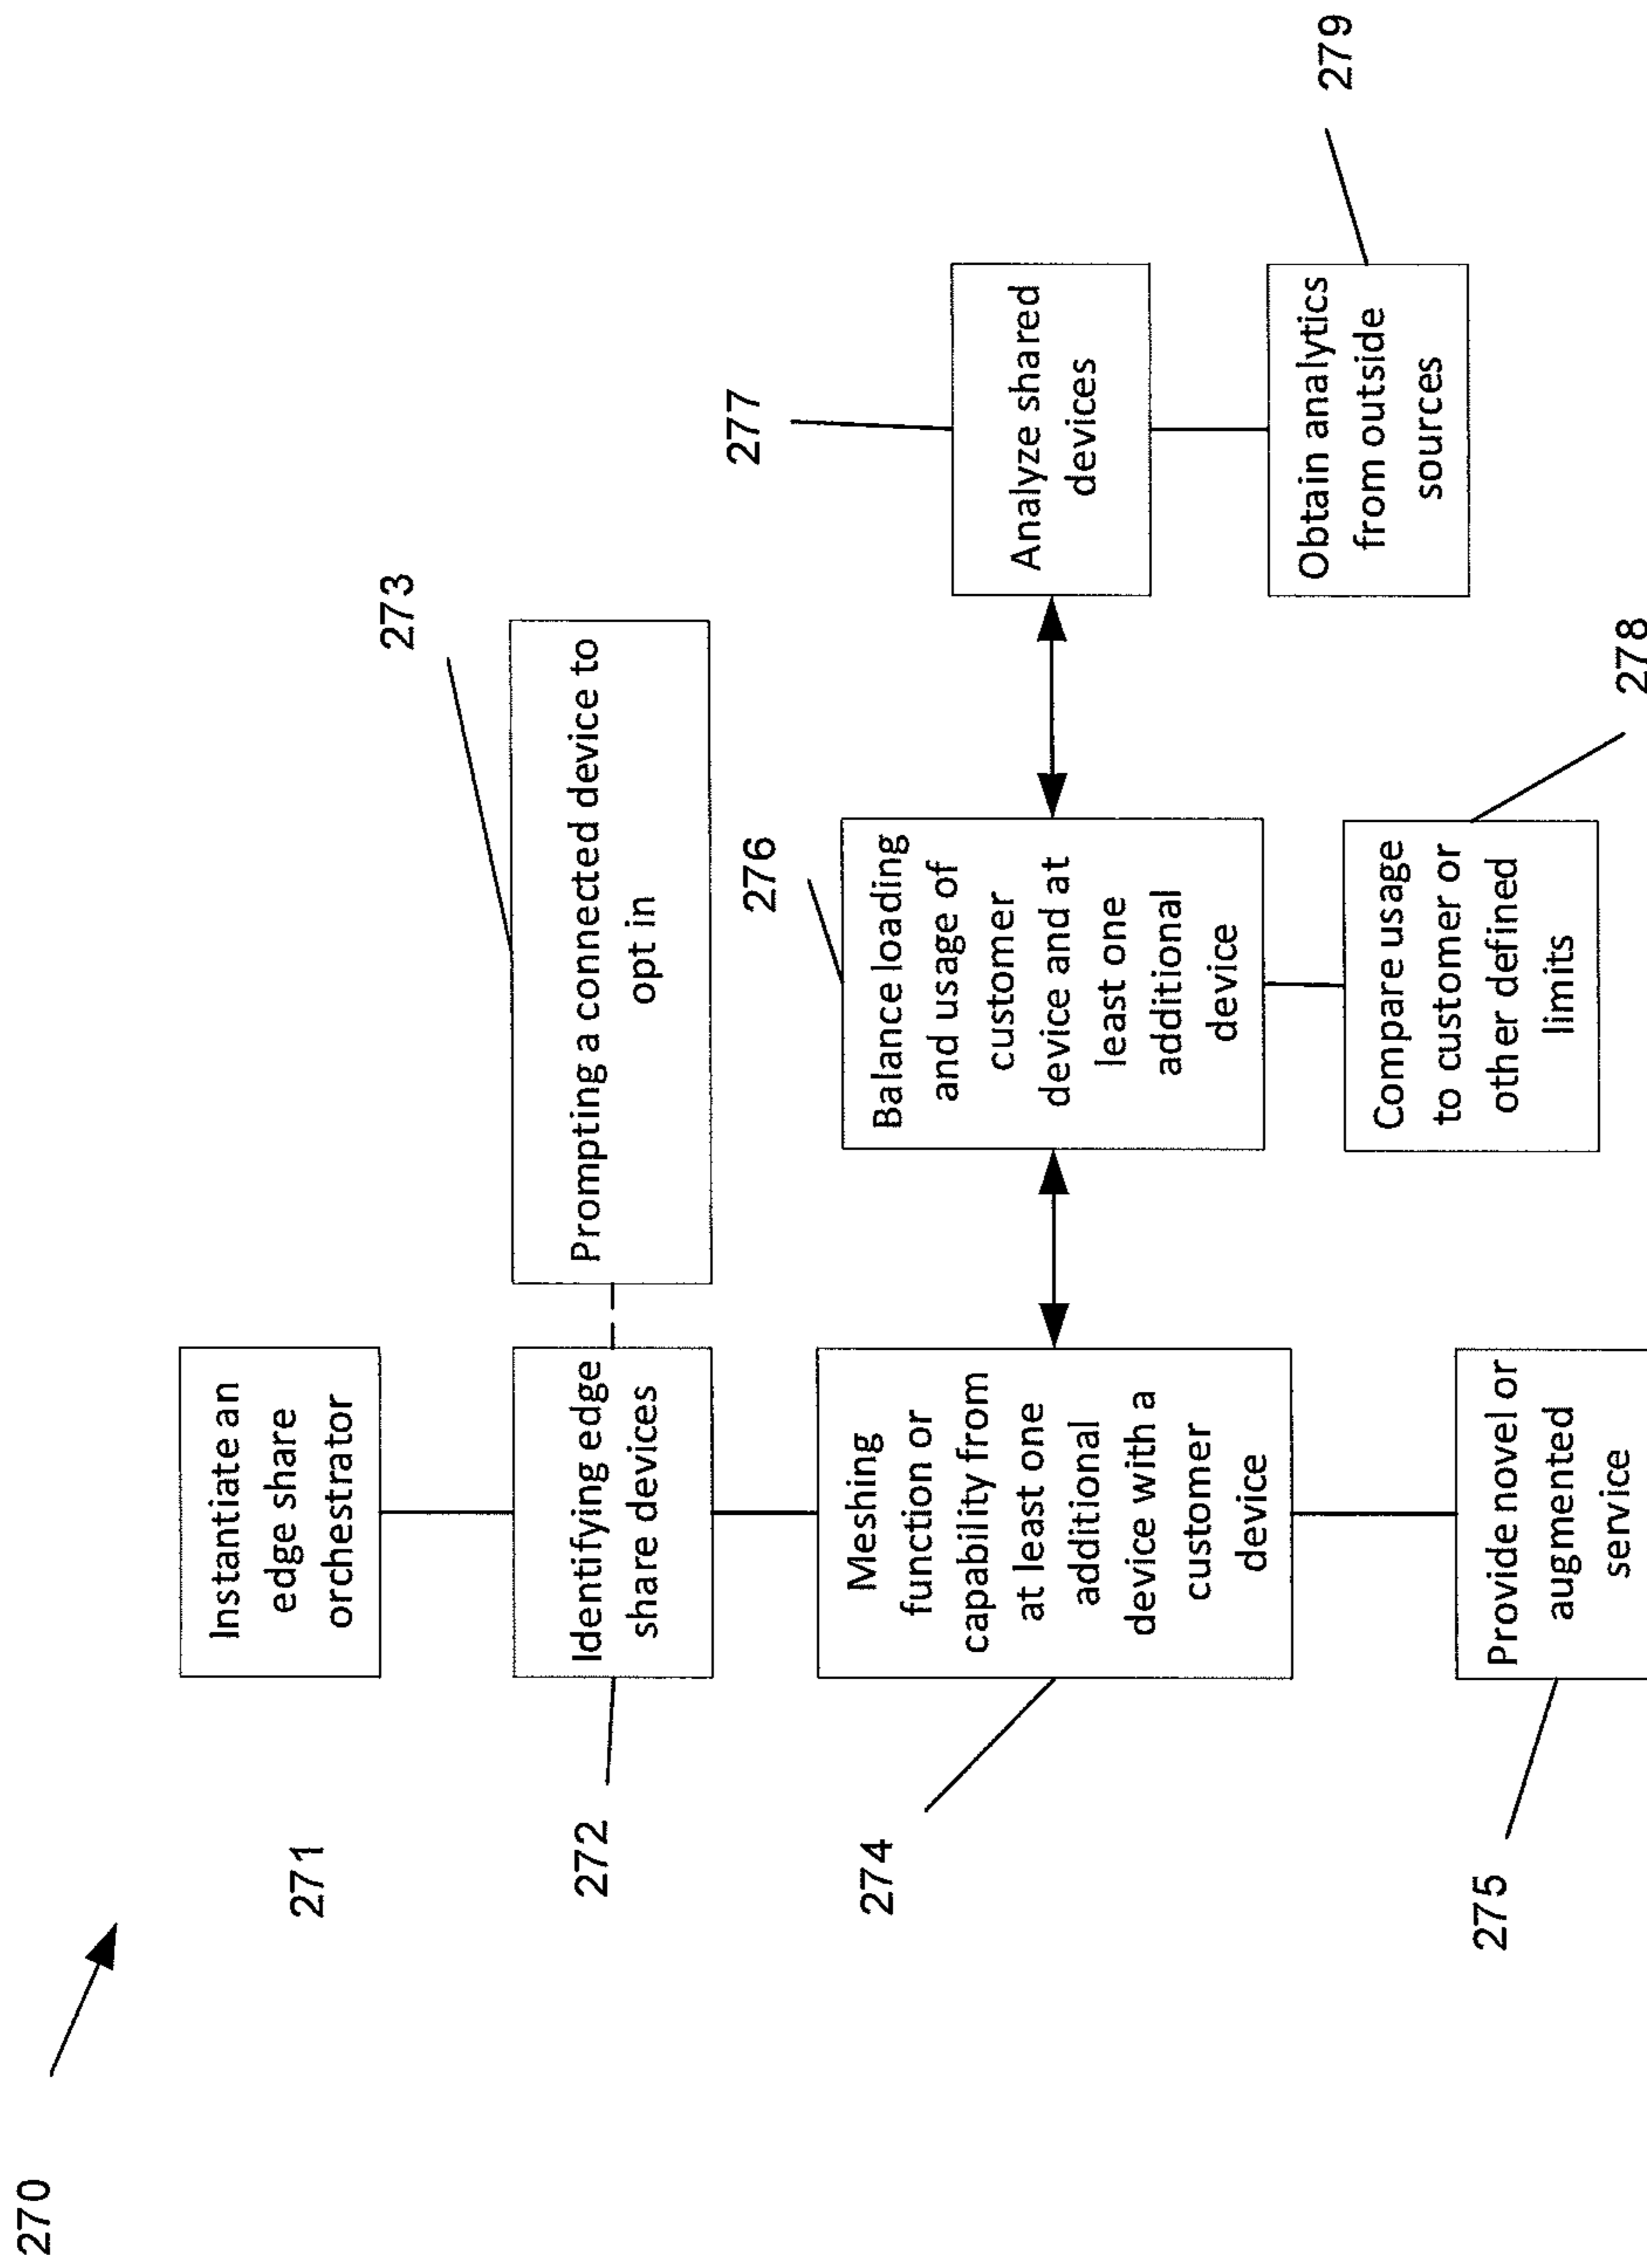 270
271
Instantiate an
edge share
orchestrator
272
Identifying edge
share devices
273
Prompting a connected device to
opt in
274
Meshing
function or
capability from
at least one
additional
device with a
customer
device
276
Balance loading
and usage of
customer
device and at
least one
additional
device
277
Analyze shared
devices
275
Provide novel or
augmented
service
278
Compare usage
to customer or
other defined
limits
279
Obtain analytics
from outside
sources